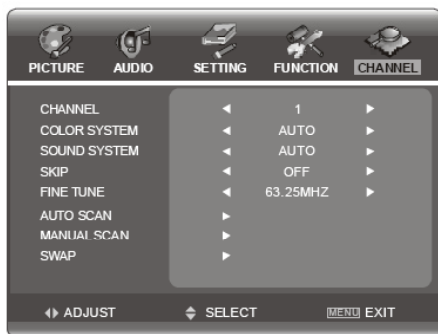 PICTURE AUDIO SETTING FUNCTION CHANNEL
CHANNEL 1
COLOR SYSTEM AUTO
SOUND SYSTEM AUTO
SKIP OFF
FINE TUNE 63.25MHZ
AUTO SCAN
MANUAL SCAN
SWAP
ADJUST SELECT MENU EXIT